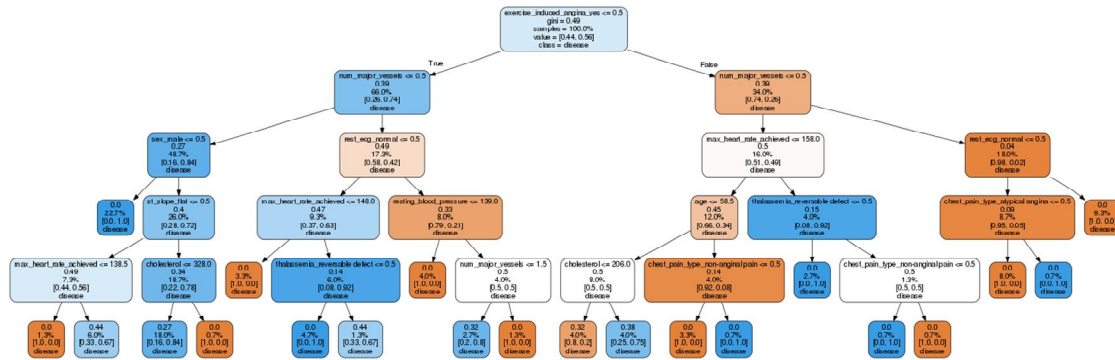 exercise_induced_angina_yes <= 0.5
gini = 0.49
samples = 100.0%
value = [0.44, 0.56]
class = disease
True
False
num_major_vessels <= 0.5
0.39
66.0%
[0.26, 0.74]
disease
num_major_vessels <= 0.5
0.39
34.0%
[0.74, 0.26]
disease
sex_male <= 0.5
0.27
48.7%
[0.16, 0.84]
disease
rest_ecg_normal <= 0.5
0.49
17.3%
[0.58, 0.42]
disease
max_heart_rate_achieved <= 158.0
0.5
16.0%
[0.51, 0.49]
disease
rest_ecg_normal <= 0.5
0.04
18.0%
[0.98, 0.02]
disease
0.0
22.7%
[0.0, 1.0]
disease
st_slope_flat <= 0.5
0.4
26.0%
[0.28, 0.72]
disease
max_heart_rate_achieved <= 148.0
0.47
9.3%
[0.37, 0.63]
disease
resting_blood_pressure <= 139.0
0.33
8.0%
[0.79, 0.21]
disease
age <= 58.5
0.45
12.0%
[0.66, 0.34]
disease
thalassemia_reversable defect <= 0.5
0.15
4.0%
[0.08, 0.92]
disease
chest_pain_type_atypical angina <= 0.5
0.09
8.7%
[0.95, 0.05]
disease
0.0
9.3%
[1.0, 0.0]
disease
max_heart_rate_achieved <= 138.5
0.49
7.3%
[0.44, 0.56]
disease
cholesterol <= 328.0
0.34
18.7%
[0.22, 0.78]
disease
0.0
3.3%
[1.0, 0.0]
disease
thalassemia_reversable defect <= 0.5
0.14
6.0%
[0.08, 0.92]
disease
0.0
4.0%
[1.0, 0.0]
disease
num_major_vessels <= 1.5
0.5
4.0%
[0.5, 0.5]
disease
cholesterol <= 206.0
0.5
8.0%
[0.5, 0.5]
disease
chest_pain_type_non-anginal pain <= 0.5
0.14
4.0%
[0.92, 0.08]
disease
0.0
2.7%
[0.0, 1.0]
disease
chest_pain_type_non-anginal pain <= 0.5
0.5
1.3%
[0.5, 0.5]
disease
0.0
8.0%
[1.0, 0.0]
disease
0.0
0.7%
[0.0, 1.0]
disease
0.0
1.3%
[1.0, 0.0]
disease
0.44
6.0%
[0.33, 0.67]
disease
0.27
18.0%
[0.16, 0.84]
disease
0.0
0.7%
[1.0, 0.0]
disease
0.0
4.7%
[0.0, 1.0]
disease
0.44
1.3%
[0.33, 0.67]
disease
0.32
2.7%
[0.2, 0.8]
disease
0.0
1.3%
[1.0, 0.0]
disease
0.32
4.0%
[0.8, 0.2]
disease
0.38
4.0%
[0.25, 0.75]
disease
0.0
3.3%
[1.0, 0.0]
disease
0.0
0.7%
[0.0, 1.0]
disease
0.0
0.7%
[0.0, 1.0]
disease
0.0
0.7%
[1.0, 0.0]
disease